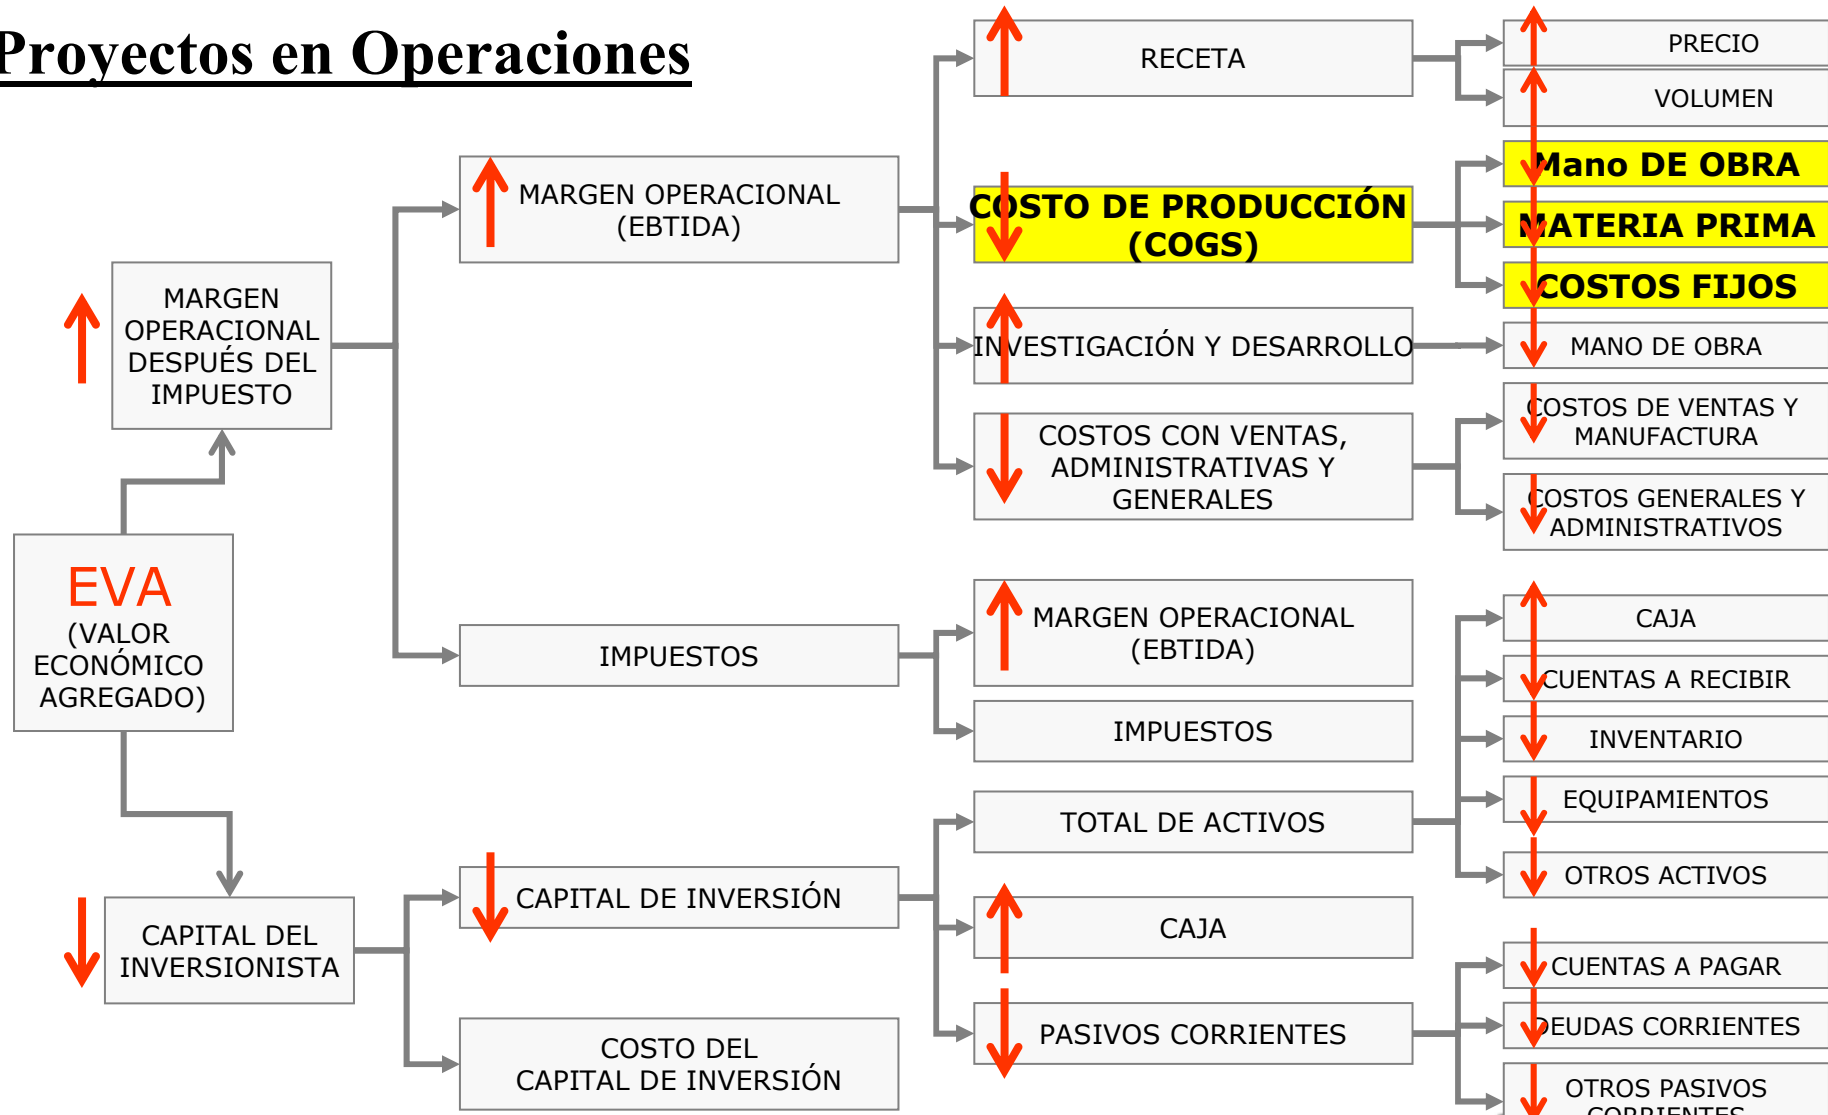 Proyectos en Operaciones
RECETA
PRECIO
VOLUMEN
MARGEN OPERACIONAL
(EBTIDA)
COSTO DE PRODUCCIÓN
(COGS)
Mano DE OBRA
MATERIA PRIMA
COSTOS FIJOS
MARGEN
OPERACIONAL
DESPUÉS DEL
IMPUESTO
INVESTIGACIÓN Y DESARROLLO
MANO DE OBRA
COSTOS CON VENTAS,
ADMINISTRATIVAS Y
GENERALES
COSTOS DE VENTAS Y
MANUFACTURA
COSTOS GENERALES Y
ADMINISTRATIVOS
EVA
(VALOR
ECONÓMICO
AGREGADO)
IMPUESTOS
MARGEN OPERACIONAL
(EBTIDA)
IMPUESTOS
CAJA
CUENTAS A RECIBIR
INVENTARIO
EQUIPAMIENTOS
OTROS ACTIVOS
TOTAL DE ACTIVOS
CAPITAL DE INVERSIÓN
CAJA
CAPITAL DEL
INVERSIONISTA
PASIVOS CORRIENTES
CUENTAS A PAGAR
DEUDAS CORRIENTES
OTROS PASIVOS
CORRIENTES
COSTO DEL
CAPITAL DE INVERSIÓN